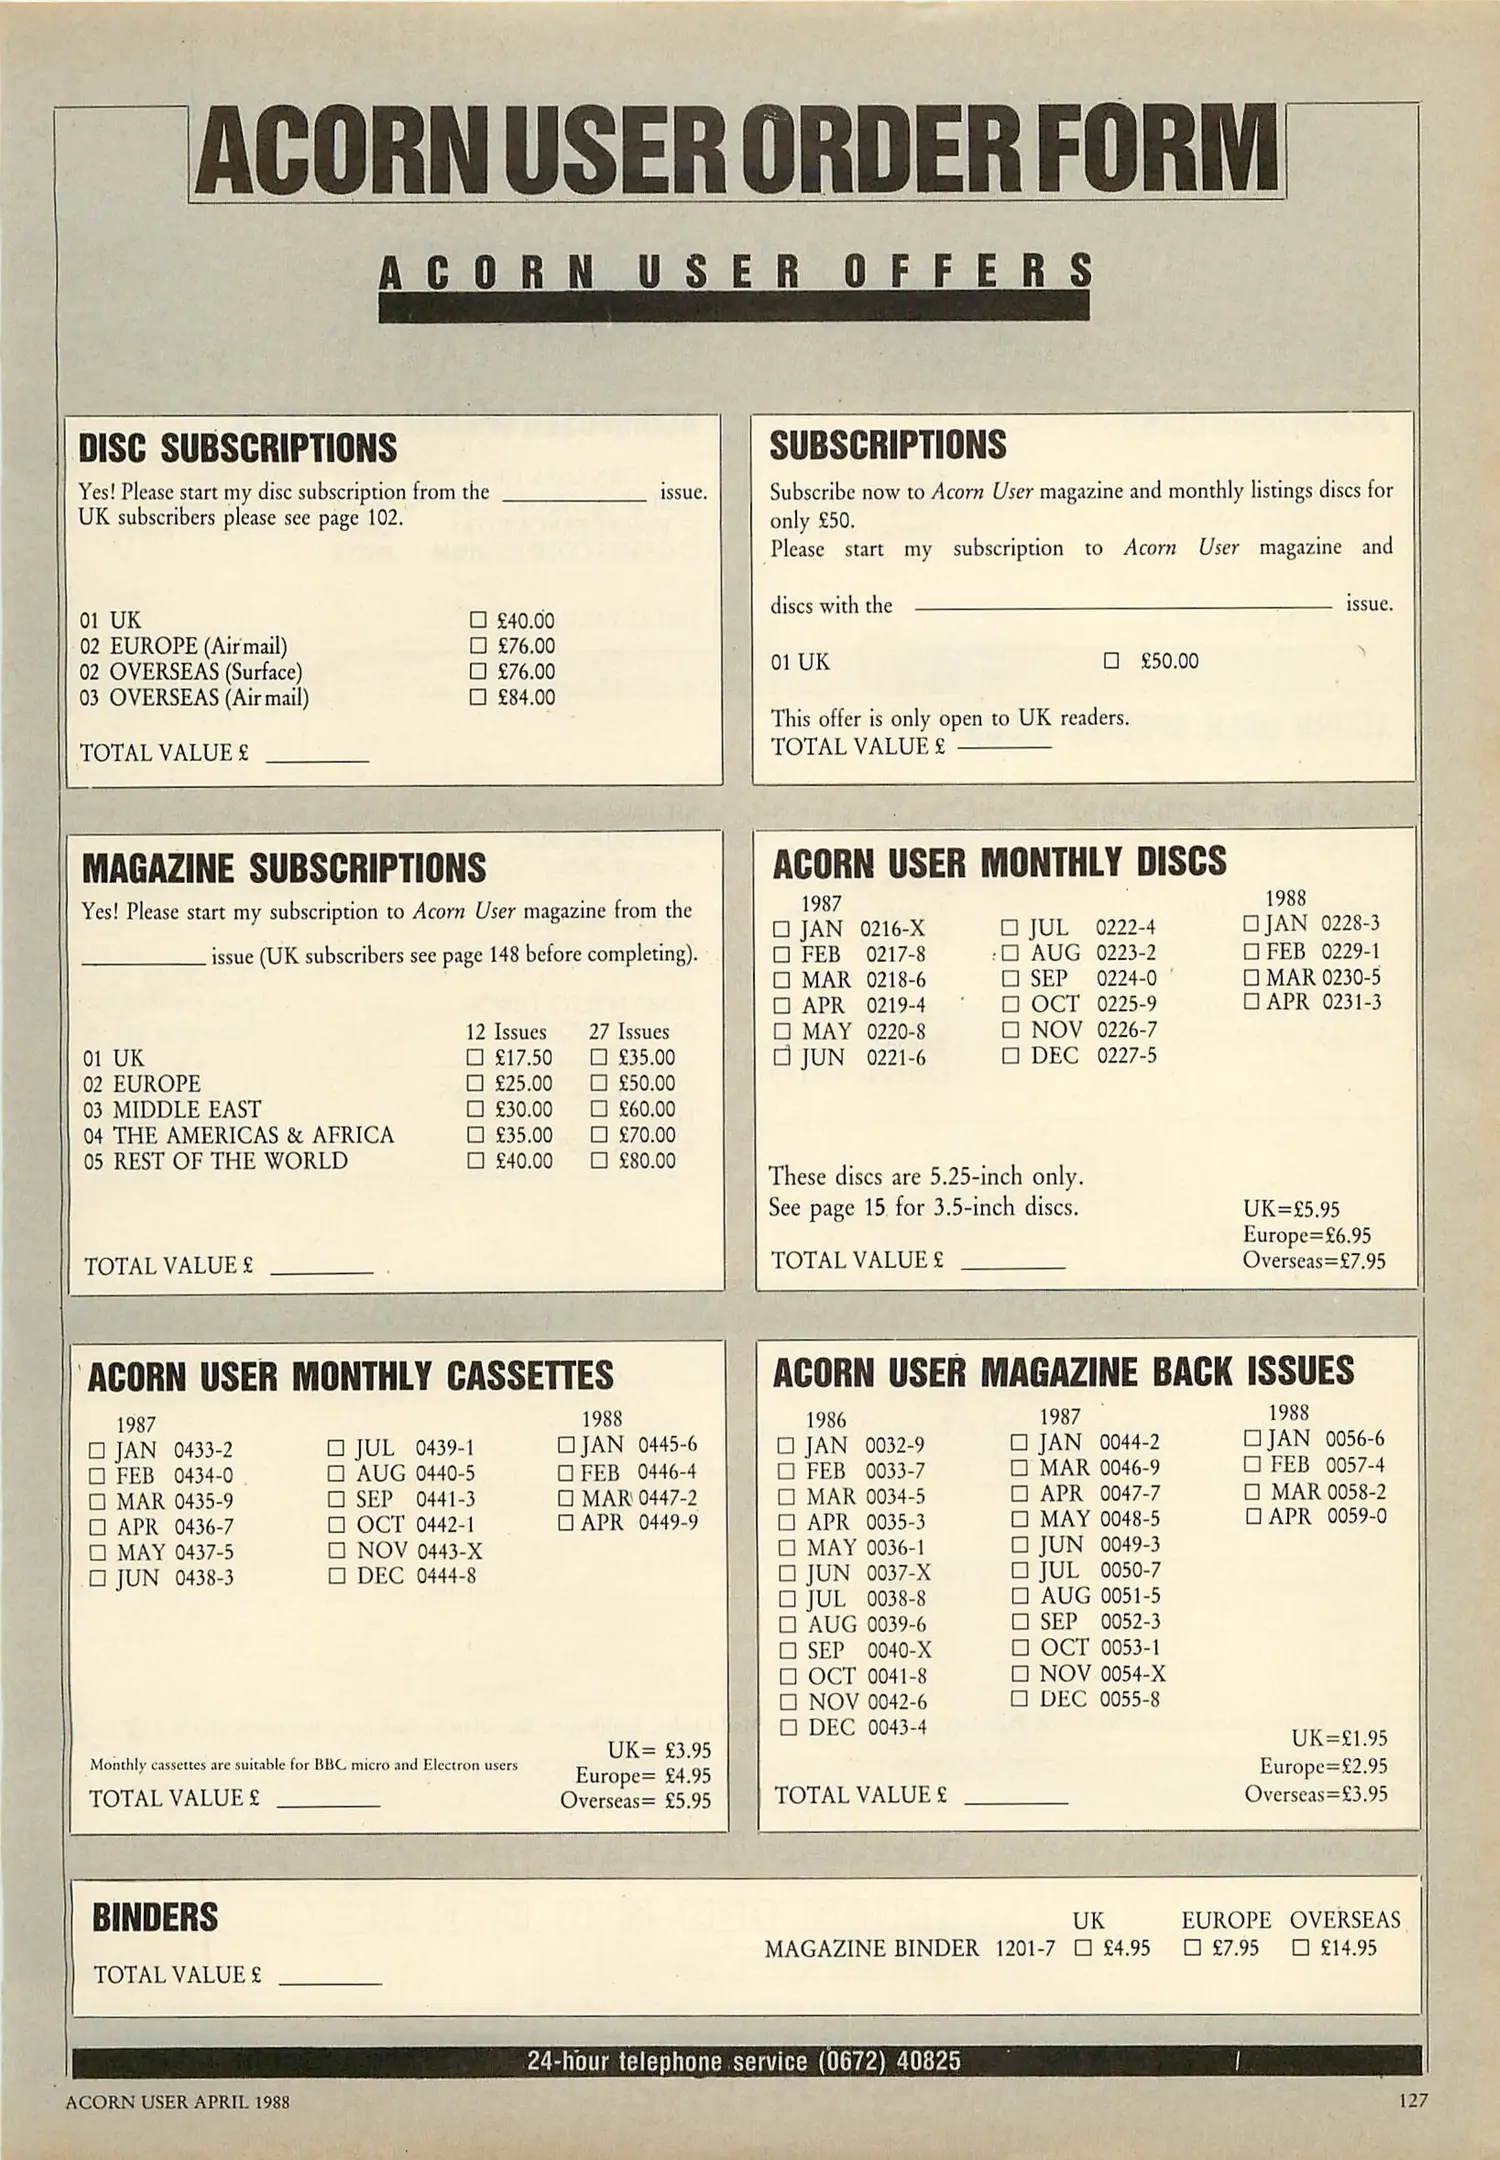 ACORN USER ORDER FORM
ACORN USER OFFERS
DISC SUBSCRIPTIONS
Yes! Please start my disc subscription from the ____________ issue.
UK subscribers please see page 102.
01 UK □ £40.00
02 EUROPE (Airmail) □ £76.00
02 OVERSEAS (Surface) □ £76.00
03 OVERSEAS (Airmail) □ £84.00
TOTAL VALUE £ ________
SUBSCRIPTIONS
Subscribe now to Acorn User magazine and monthly listings discs for
only £50.
Please start my subscription to Acorn User magazine and
discs with the ____________ issue.
01 UK □ £50.00
This offer is only open to UK readers.
TOTAL VALUE £ ________
MAGAZINE SUBSCRIPTIONS
Yes! Please start my subscription to Acorn User magazine from the
__________ issue (UK subscribers see page 148 before completing).
12 Issues 27 Issues
01 UK □ £17.50 □ £35.00
02 EUROPE □ £25.00 □ £50.00
03 MIDDLE EAST □ £30.00 □ £60.00
04 THE AMERICAS & AFRICA □ £35.00 □ £70.00
05 REST OF THE WORLD □ £40.00 □ £80.00
TOTAL VALUE £ ________
ACORN USER MONTHLY DISCS
1987 1988
□ JAN 0216-X □ JUL 0222-4 □ JAN 0228-3
□ FEB 0217-8 □ AUG 0223-2 □ FEB 0229-1
□ MAR 0218-6 □ SEP 0224-0 □ MAR 0230-5
□ APR 0219-4 □ OCT 0225-9 □ APR 0231-3
□ MAY 0220-8 □ NOV 0226-7
□ JUN 0221-6 □ DEC 0227-5
These discs are 5.25-inch only.
See page 15 for 3.5-inch discs.
UK=£5.95
Europe=£6.95
TOTAL VALUE £ ________ Overseas=£7.95
ACORN USER MONTHLY CASSETTES
1987 1988
□ JAN 0433-2 □ JUL 0439-1 □ JAN 0445-6
□ FEB 0434-0 □ AUG 0440-5 □ FEB 0446-4
□ MAR 0435-9 □ SEP 0441-3 □ MAR 0447-2
□ APR 0436-7 □ OCT 0442-1 □ APR 0449-9
□ MAY 0437-5 □ NOV 0443-X
□ JUN 0438-3 □ DEC 0444-8
UK= £3.95
Monthly cassettes are suitable for BBC micro and Electron users
Europe= £4.95
TOTAL VALUE £ ________ Overseas= £5.95
ACORN USER MAGAZINE BACK ISSUES
1986 1987 1988
□ JAN 0032-9 □ JAN 0044-2 □ JAN 0056-6
□ FEB 0033-7 □ MAR 0046-9 □ FEB 0057-4
□ MAR 0034-5 □ APR 0047-7 □ MAR 0058-2
□ APR 0035-3 □ MAY 0048-5 □ APR 0059-0
□ MAY 0036-1 □ JUN 0049-3
□ JUN 0037-X □ JUL 0050-7
□ JUL 0038-8 □ AUG 0051-5
□ AUG 0039-6 □ SEP 0052-3
□ SEP 0040-X □ OCT 0053-1
□ OCT 0041-8 □ NOV 0054-X
□ NOV 0042-6 □ DEC 0055-8
□ DEC 0043-4
UK=£1.95
Europe=£2.95
TOTAL VALUE £ ________ Overseas=£3.95
BINDERS
UK EUROPE OVERSEAS
MAGAZINE BINDER 1201-7 □ £4.95 □ £7.95 □ £14.95
TOTAL VALUE £ ________
24-hour telephone service (0672) 40825
ACORN USER APRIL 1988 127